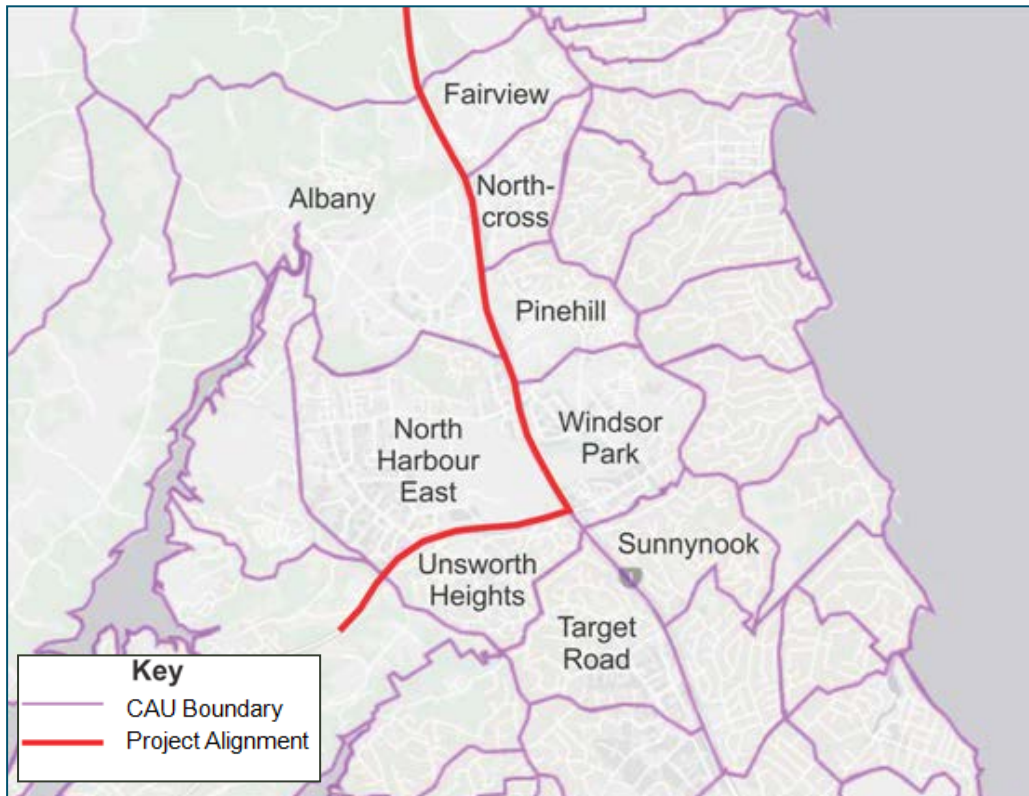 Fairview
North-
cross
Albany
Pinehill
North
Harbour
East
Windsor
Park
Sunnynook
Unsworth
Heights
Target
Road
Key
CAU Boundary
Project Alignment